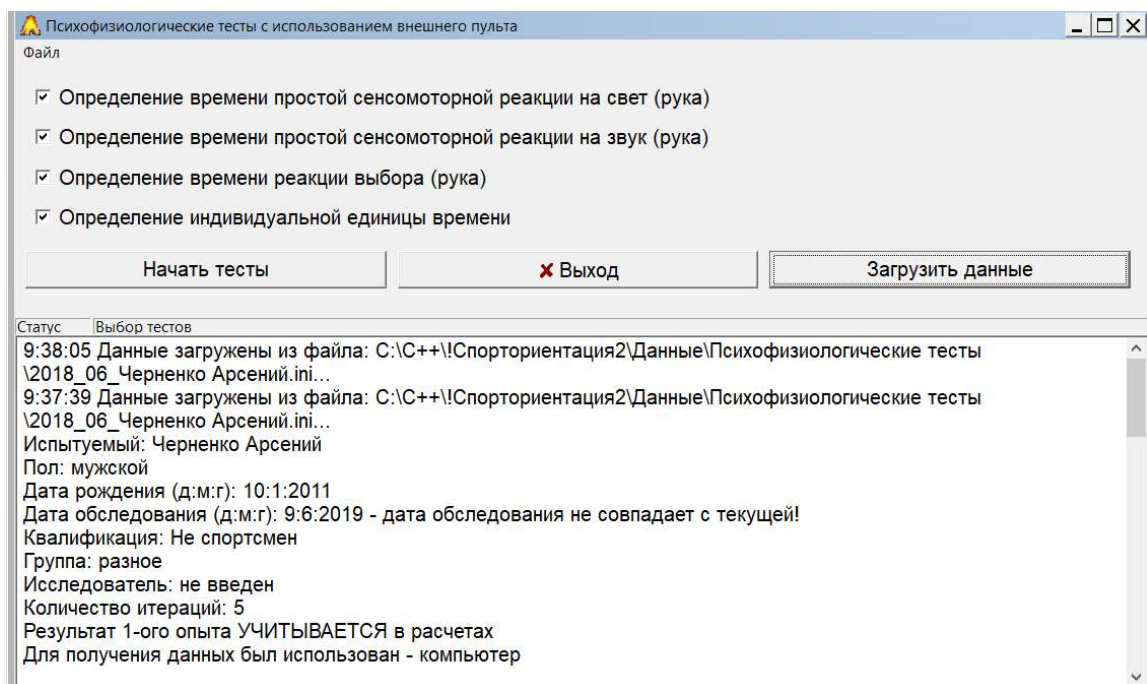 Психофизиологические тесты с использованием внешнего пульта
Файл
Определение времени простой сенсомоторной реакции на свет (рука)
Определение времени простой сенсомоторной реакции на звук (рука)
Определение времени реакции выбора (рука)
Определение индивидуальной единицы времени
Начать тесты
Выход
Загрузить данные
Статус Выбор тестов
9:38:05 Данные загружены из файла: C:\C++\!Спорториентация2\Данные\Психофизиологические тесты
\2018_06_Черненко Арсений.ini...
9:37:39 Данные загружены из файла: C:\C++\!Спорториентация2\Данные\Психофизиологические тесты
\2018_06_Черненко Арсений.ini...
Испытуемый: Черненко Арсений
Пол: мужской
Дата рождения (д:м:г): 10:1:2011
Дата обследования (д:м:г): 9:6:2019 - дата обследования не совпадает с текущей!
Квалификация: Не спортсмен
Группа: разное
Исследователь: не введен
Количество итераций: 5
Результат 1-ого опыта УЧИТЫВАЕТСЯ в расчетах
Для получения данных был использован - компьютер